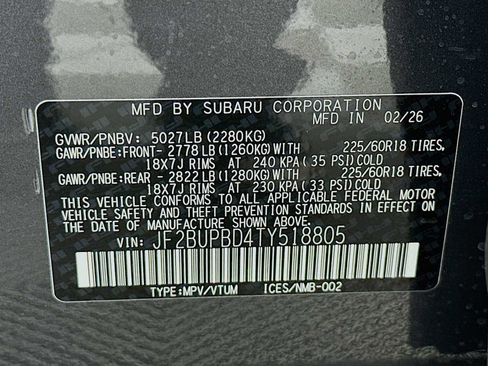 MFD BY SUBARU CORPORATION IN 02/26
GVWR/PNBV: 5027LB (2280KG)
GAWR/PNBE:FRONT- 2778 LB (1260KG)WITH 225/60R18 TIRES,
18X7J RIMS AT 240 KPA (35 PSI)COLD
GAWR/PNBE:REAR - 2822LB (1280KG)WITH 225/60R18 TIRES,
18X7J RIMS AT 230 KPA (33 PSI)COLD
THIS VEHICLE CONFORMS TO ALL APPLICABLE FEDERAL MOTOR
VEHICLE SAFETY AND THEFT PREVENTION STANDARDS IN EFFECT ON THE
DATE OF MANUFACTURE SHOWN ABOVE.
VIN: JF2BUPBD4TY518805
TYPE:MPV/VTUM ICES/NMB-002